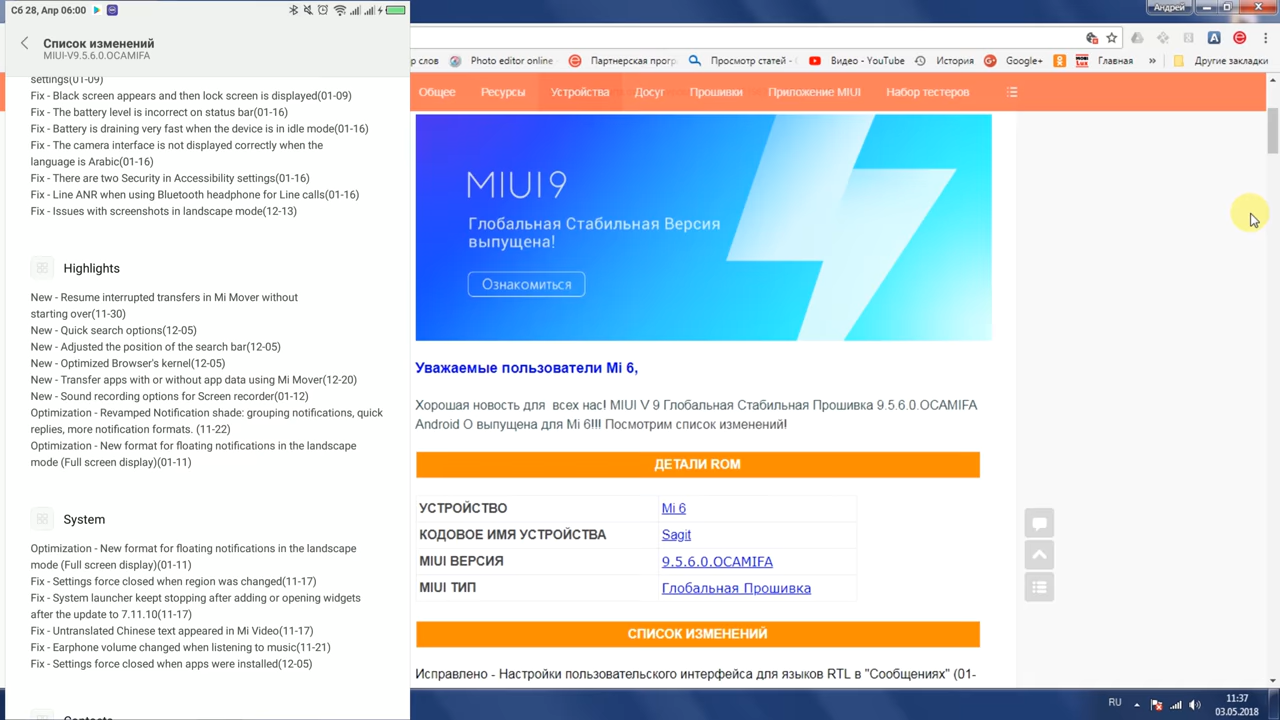 Сб 28, Апр 06:00
Список изменений
MIUI-V9.5.6.0.OCAMIFA
settings(01-09)
Fix - Black screen appears and then lock screen is displayed(01-09)
Fix - The battery level is incorrect on status bar(01-16)
Fix - Battery is draining very fast when the device is in idle mode(01-16)
Fix - The camera interface is not displayed correctly when the
language is Arabic(01-16)
Fix - There are two Security in Accessibility settings(01-16)
Fix - Line ANR when using Bluetooth headphone for Line calls(01-16)
Fix - Issues with screenshots in landscape mode(12-13)
Highlights
New - Resume interrupted transfers in Mi Mover without
starting over(11-30)
New - Quick search options(12-05)
New - Adjusted the position of the search bar(12-05)
New - Optimized Browser's kernel(12-05)
New - Transfer apps with or without app data using Mi Mover(12-20)
New - Sound recording options for Screen recorder(01-12)
Optimization - Revamped Notification shade: grouping notifications, quick
replies, more notification formats. (11-22)
Optimization - New format for floating notifications in the landscape
mode (Full screen display)(01-11)
System
Optimization - New format for floating notifications in the landscape
mode (Full screen display)(01-11)
Fix - Settings force closed when region was changed(11-17)
Fix - System launcher keept stopping after adding or opening widgets
after the update to 7.11.10(11-17)
Fix - Untranslated Chinese text appeared in Mi Video(11-17)
Fix - Earphone volume changed when listening to music(11-21)
Fix - Settings force closed when apps were installed(12-05)
Contacts
Андрей
ар слов Photo editor online Партнерская прогр Просмотр статей - Видео - YouTube История Google+ Главная » Другие закладки
Общее Ресурсы Устройства Досуг Прошивки Приложение MIUI Набор тестеров
MIUI 9
Глобальная Стабильная Версия
выпущена!
Ознакомиться
Уважаемые пользователи Mi 6,
Хорошая новость для всех нас! MIUI V 9 Глобальная Стабильная Прошивка 9.5.6.0.OCAMIFA
Android O выпущена для Mi 6!!! Посмотрим список изменений!
ДЕТАЛИ ROM
УСТРОЙСТВО Mi 6
КОДОВОЕ ИМЯ УСТРОЙСТВА Sagit
MIUI ВЕРСИЯ 9.5.6.0.OCAMIFA
MIUI ТИП Глобальная Прошивка
СПИСОК ИЗМЕНЕНИЙ
Исправлено - Настройки пользовательского интерфейса для языков RTL в "Сообщениях" (01-
RU
11:37
03.05.2018